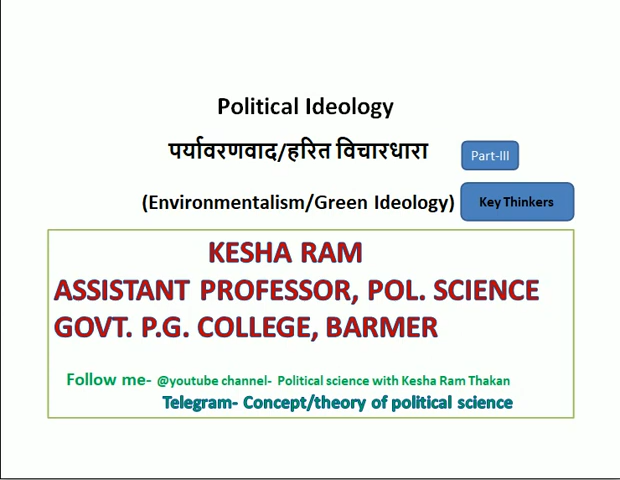 Political Ideology
पर्यावरणवाद/हरित विचारधारा Part-III
(Environmentalism/Green Ideology) Key Thinkers
KESHA RAM
ASSISTANT PROFESSOR, POL. SCIENCE
GOVT. P.G. COLLEGE, BARMER
Follow me- @youtube channel- Political science with Kesha Ram Thakan
Telegram- Concept/theory of political science